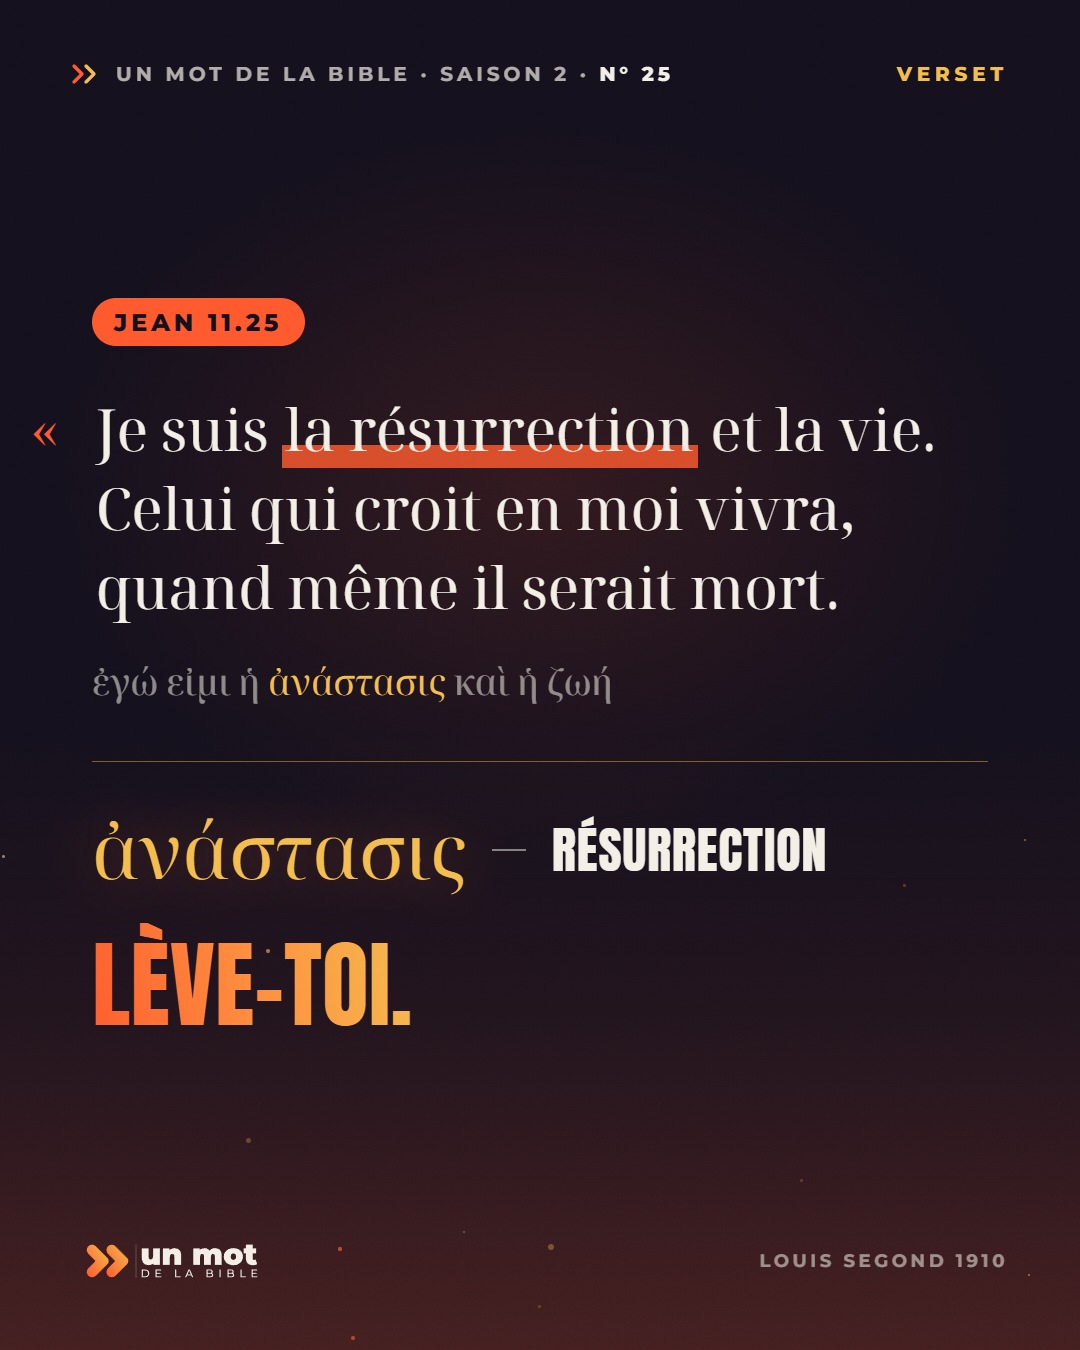 UN MOT DE LA BIBLE · SAISON 2 · N° 25
VERSET
JEAN 11.25
« Je suis la résurrection et la vie.
Celui qui croit en moi vivra,
quand même il serait mort.
ἐγώ εἰμι ἡ ἀνάστασις καὶ ἡ ζωή
ἀνάστασις — RÉSURRECTION
LÈVE-TOI.
un mot
DE LA BIBLE
LOUIS SEGOND 1910